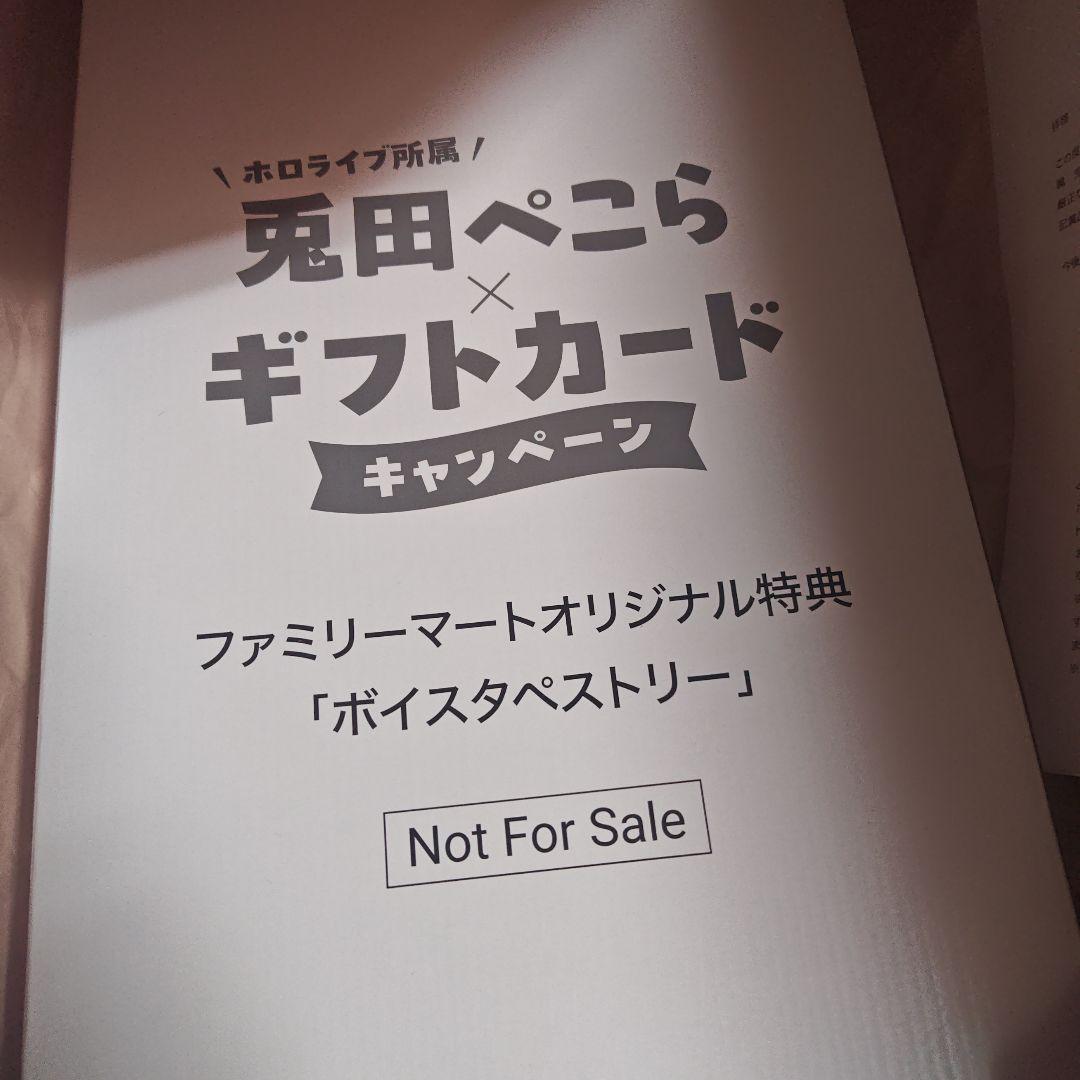 \ ホロライブ所属 /
兎田ぺこら
×
ギフトカード
キャンペーン
ファミリーマートオリジナル特典
「ボイスタペストリー」
Not For Sale